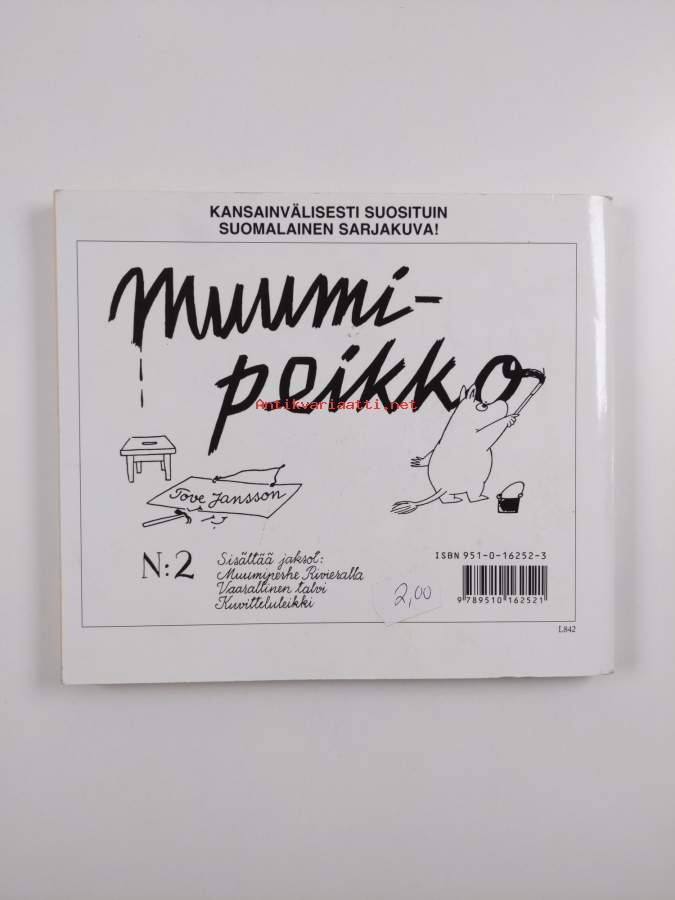 KANSAINVÄLISESTI SUOSITUIN
SUOMALAINEN SARJAKUVA!
Muumi-
peikko
Antikvariaatti.net
Tove Jansson
N:2
Sisältää jaksot:
Muumiperhe Rivieralla
Vaarallinen talvi
Kuvitteluleikki
2,00
ISBN 951-0-16252-3
9 789510 162521
L842